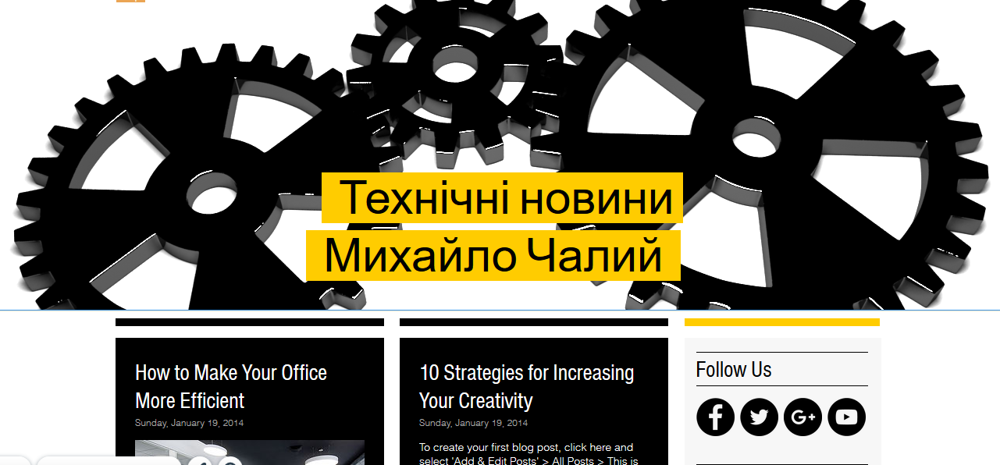 Технічні новини
Михайло Чалий
How to Make Your Office
More Efficient
Sunday, January 19, 2014
10 Strategies for Increasing
Your Creativity
Sunday, January 19, 2014
To create your first blog post, click here and
select 'Add & Edit Posts' > All Posts > This is
Follow Us